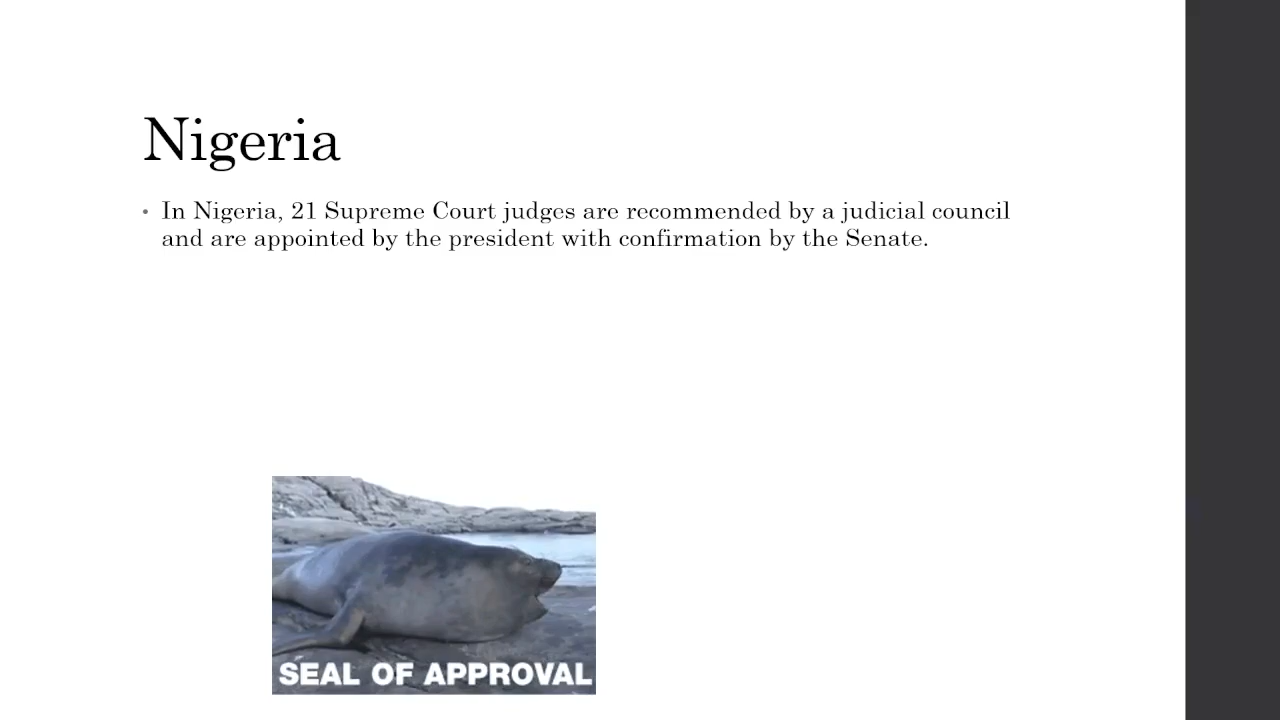 Nigeria
• In Nigeria, 21 Supreme Court judges are recommended by a judicial council
and are appointed by the president with confirmation by the Senate.
SEAL OF APPROVAL